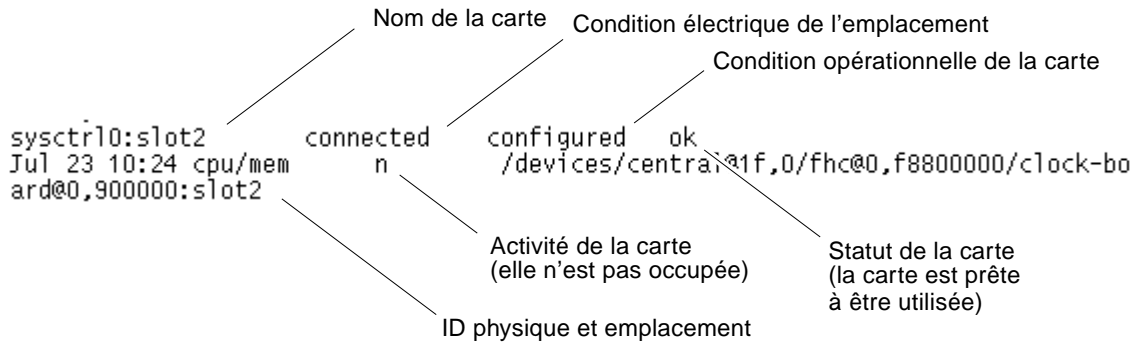 Nom de la carte
Condition électrique de l'emplacement
Condition opérationnelle de la carte
sysctrl0:slot2 connected configured ok
Jul 23 10:24 cpu/mem n /devices/central@1f,0/fhc@0,f8800000/clock-bo
ard@0,900000:slot2
Activité de la carte
(elle n'est pas occupée)
Statut de la carte
(la carte est prête
à être utilisée)
ID physique et emplacement